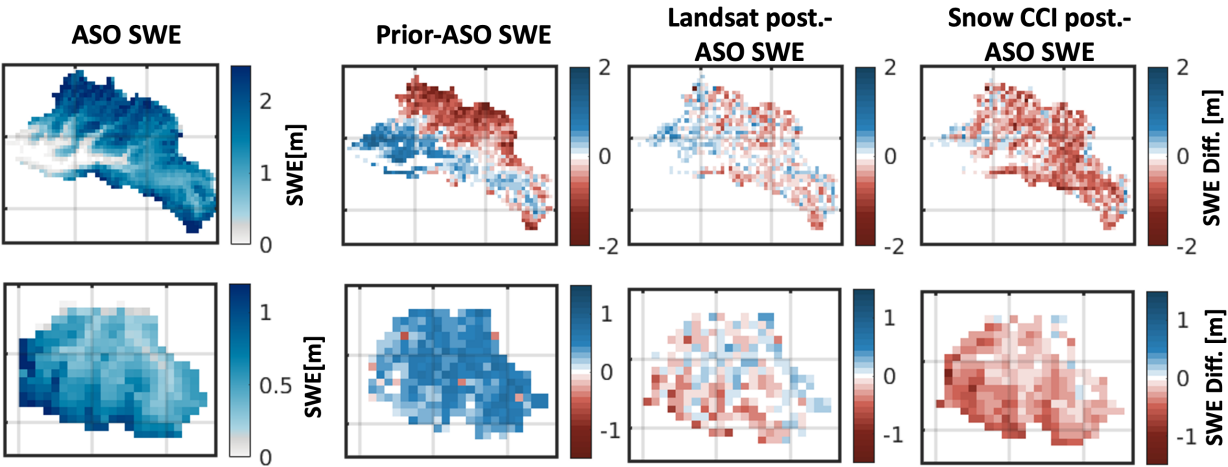 ASO SWE
Prior-ASO SWE
Landsat post.-
ASO SWE
Snow CCI post.-
ASO SWE
2
1
0
SWE[m]
2
0
-2
2
0
-2
2
0
-2
SWE Diff. [m]
1
0.5
0
SWE[m]
1
0
-1
1
0
-1
1
0
-1
SWE Diff. [m]